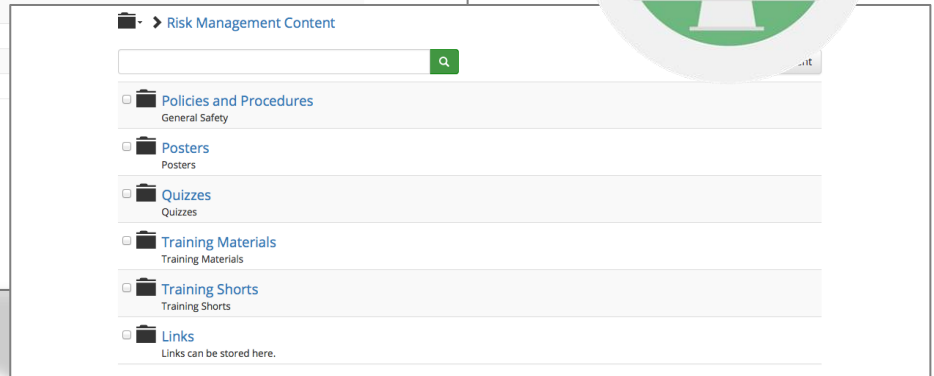 Risk Management Content
Policies and Procedures
General Safety
Posters
Posters
Quizzes
Quizzes
Training Materials
Training Materials
Training Shorts
Training Shorts
Links
Links can be stored here.